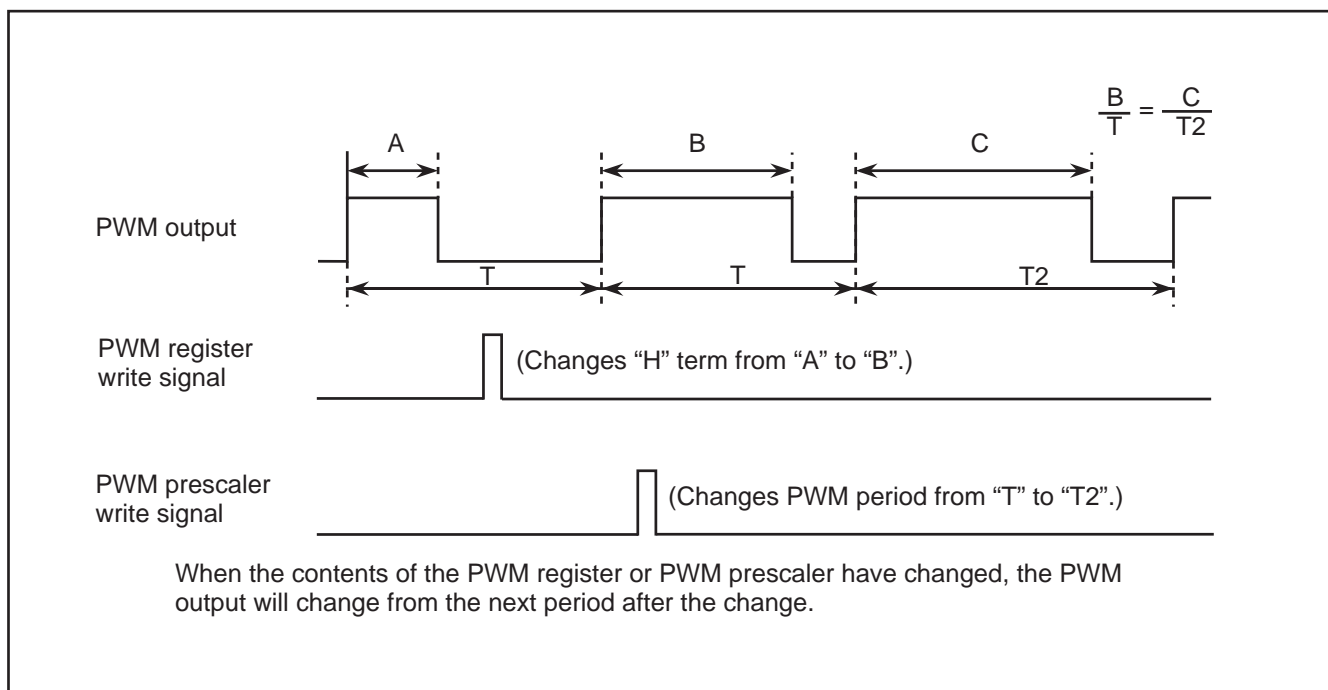 B
T
=
C
T2
A
B
C
PWM output
T
T
T2
PWM register
write signal
(Changes “H” term from “A” to “B”.)
PWM prescaler
write signal
(Changes PWM period from “T” to “T2”.)
When the contents of the PWM register or PWM prescaler have changed, the PWM
output will change from the next period after the change.